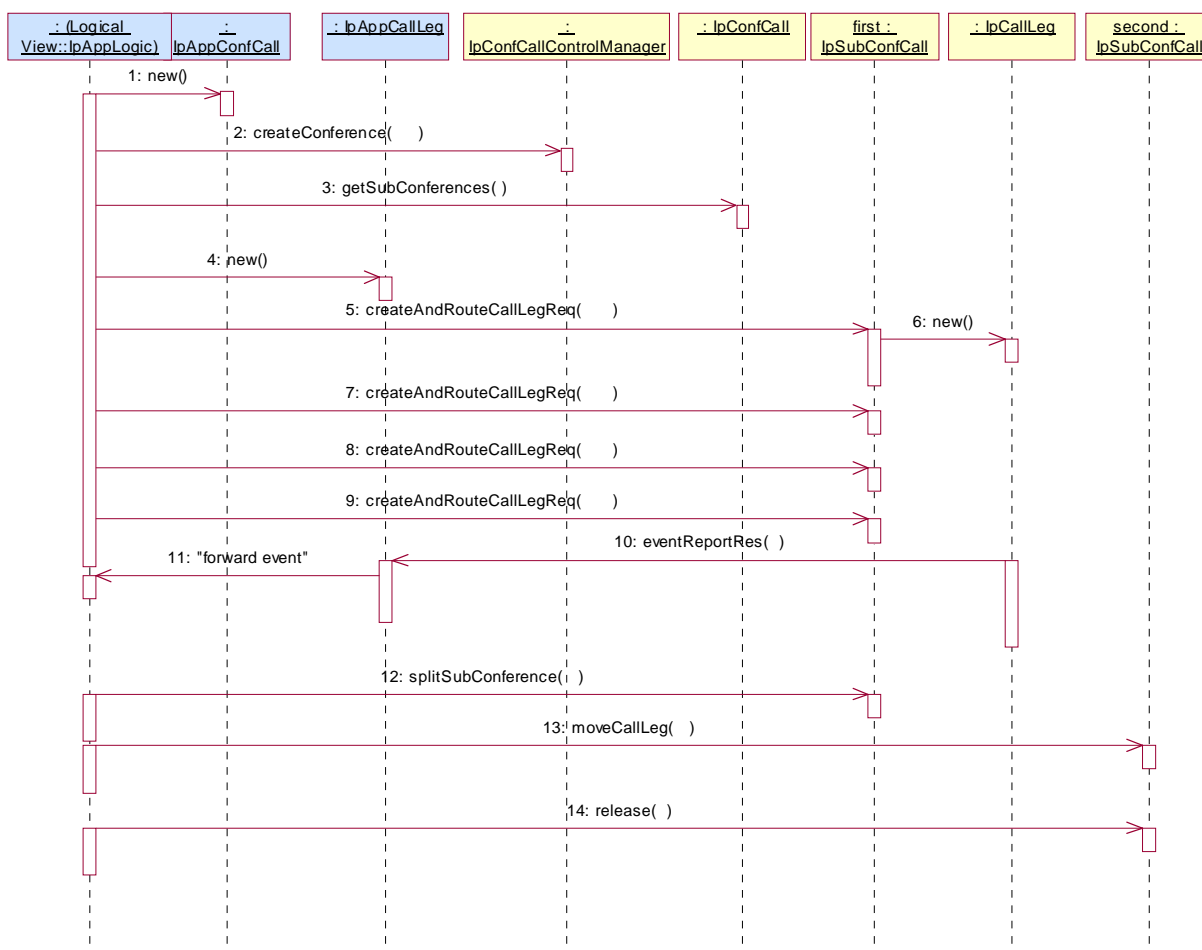 : (Logical
View::IpAppLogic)
:
IpAppConfCall
: IpAppCallLeg
:
IpConfCallControlManager
: IpConfCall
first :
IpSubConfCall
: IpCallLeg
second :
IpSubConfCall
1: new()
2: createConference( )
3: getSubConferences( )
4: new()
5: createAndRouteCallLegReq( )
6: new()
7: createAndRouteCallLegReq( )
8: createAndRouteCallLegReq( )
9: createAndRouteCallLegReq( )
10: eventReportRes( )
11: "forward event"
12: splitSubConference( )
13: moveCallLeg( )
14: release( )